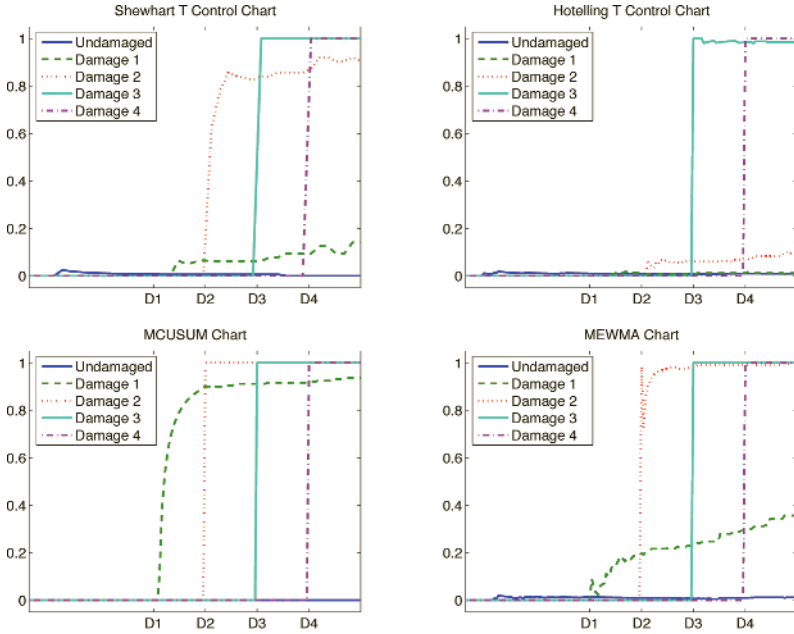 Shewhart T Control Chart
1
0.8
0.6
0.4
0.2
0
Undamaged
Damage 1
Damage 2
Damage 3
Damage 4
D1 D2 D3 D4
Hotelling T Control Chart
1
0.8
0.6
0.4
0.2
0
Undamaged
Damage 1
Damage 2
Damage 3
Damage 4
D1 D2 D3 D4
MCUSUM Chart
1
0.8
0.6
0.4
0.2
0
Undamaged
Damage 1
Damage 2
Damage 3
Damage 4
D1 D2 D3 D4
MEWMA Chart
1
0.8
0.6
0.4
0.2
0
Undamaged
Damage 1
Damage 2
Damage 3
Damage 4
D1 D2 D3 D4